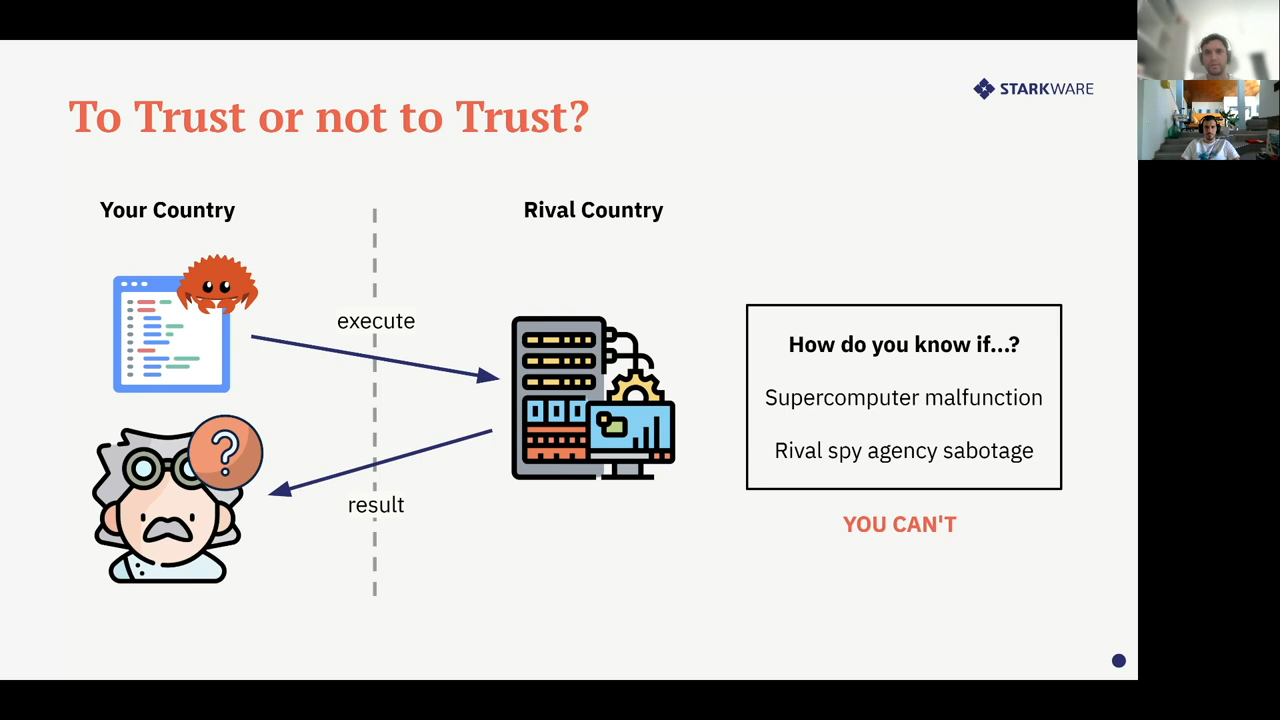 To Trust or not to Trust?
STARKWARE
Your Country
Rival Country
execute
result
?
How do you know if...?
Supercomputer malfunction
Rival spy agency sabotage
YOU CAN'T